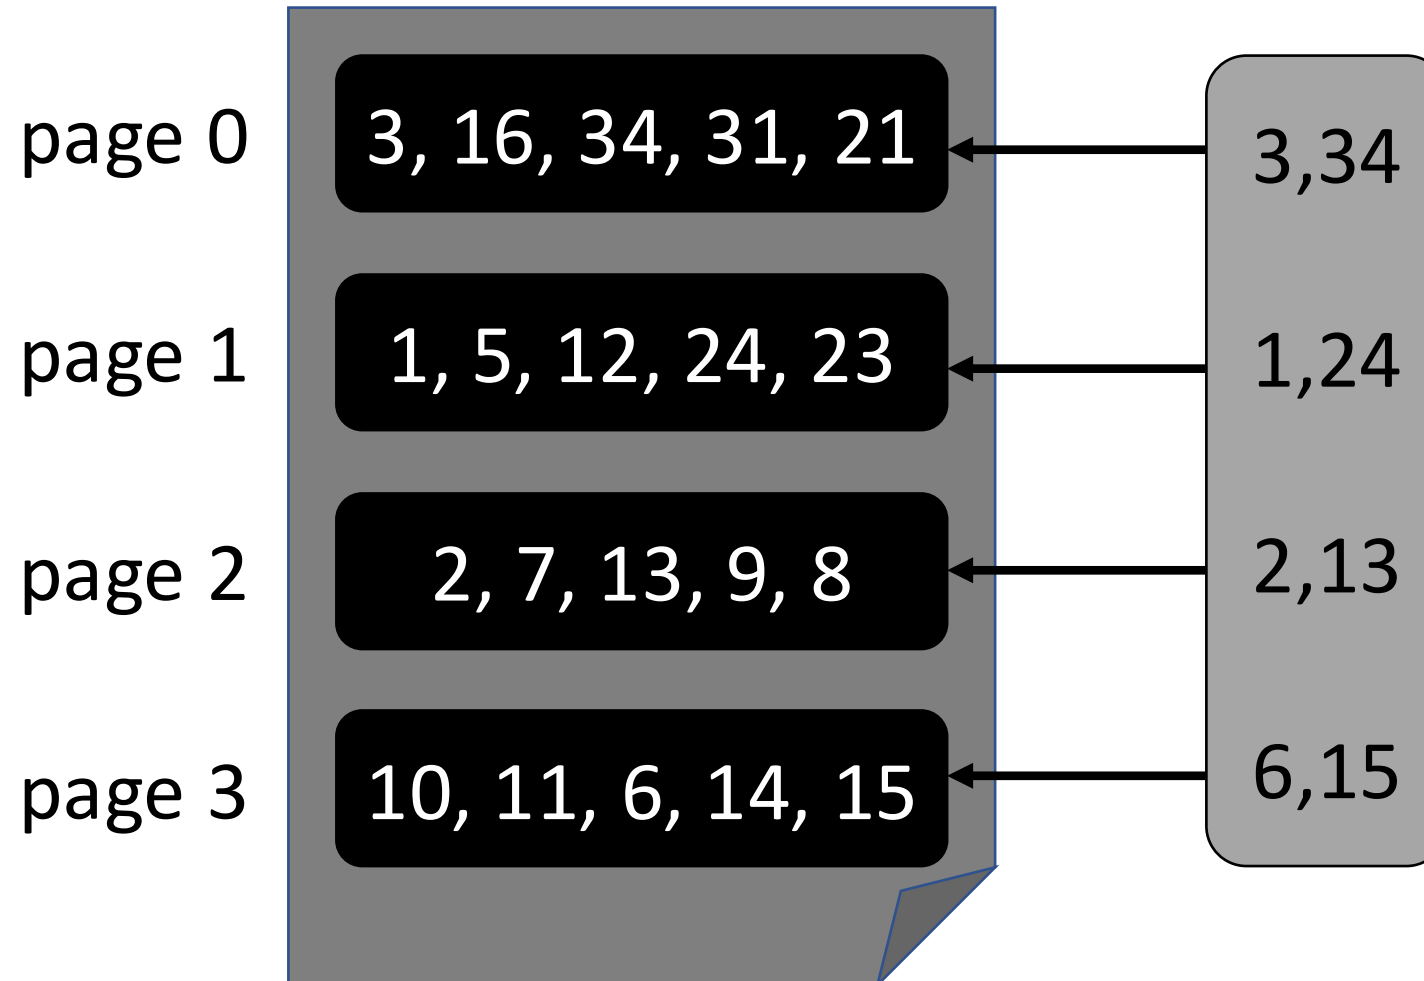 page 0 3, 16, 34, 31, 21 3,34
page 1 1, 5, 12, 24, 23 1,24
page 2 2, 7, 13, 9, 8 2,13
page 3 10, 11, 6, 14, 15 6,15